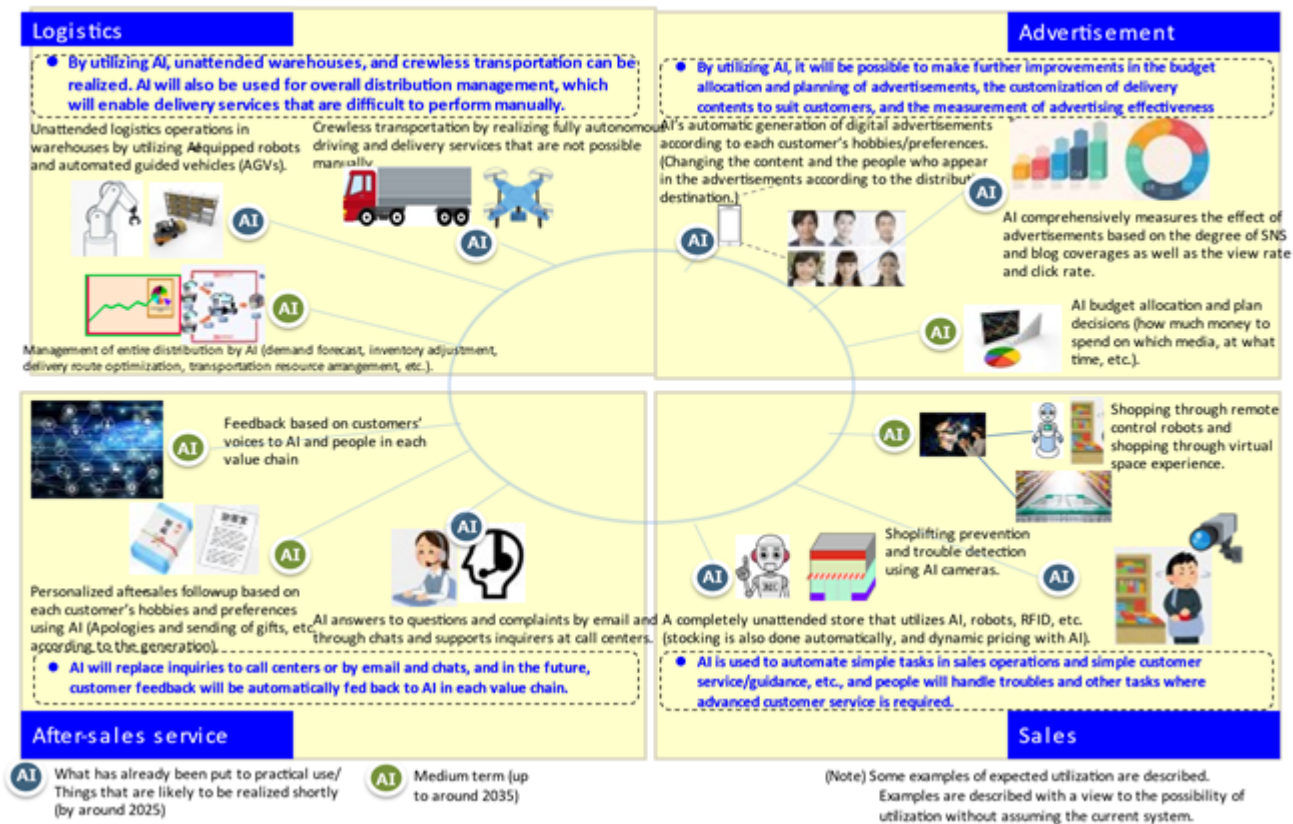 Logistics
● By utilizing AI, unattended warehouses, and crewless transportation can be
realized. AI will also be used for overall distribution management, which
will enable delivery services that are difficult to perform manually.
Unattended logistics operations in
warehouses by utilizing AI-equipped robots
and automated guided vehicles (AGVs).
Crewless transportation by realizing fully autonomous
driving and delivery services that are not possible
manually.
AI
AI
AI
Management of entire distribution by AI (demand forecast, inventory adjustment,
delivery route optimization, transportation resource arrangement, etc.).
Advertisement
● By utilizing AI, it will be possible to make further improvements in the budget
allocation and planning of advertisements, the customization of delivery
contents to suit customers, and the measurement of advertising effectiveness
AI's automatic generation of digital advertisements
according to each customer's hobbies/preferences.
(Changing the content and the people who appear
in the advertisements according to the distribution
destination.)
AI
AI
AI comprehensively measures the effect of
advertisements based on the degree of SNS
and blog coverages as well as the view rate
and click rate.
AI
AI budget allocation and plan
decisions (how much money to
spend on which media, at what
time, etc.).
AI
Feedback based on customers'
voices to AI and people in each
value chain
AI
Personalized after-sales followup based on
each customer's hobbies and preferences
using AI (Apologies and sending of gifts, etc.
according to the generation).
AI
AI answers to questions and complaints by email and
through chats and supports inquirers at call centers.
● AI will replace inquiries to call centers or by email and chats, and in the future,
customer feedback will be automatically fed back to AI in each value chain.
After-sales service
AI
Shopping through remote
control robots and
shopping through virtual
space experience.
Shoplifting prevention
and trouble detection
using AI cameras.
AI
AI
A completely unattended store that utilizes AI, robots, RFID, etc.
(stocking is also done automatically, and dynamic pricing with AI).
● AI is used to automate simple tasks in sales operations and simple customer
service/guidance, etc., and people will handle troubles and other tasks where
advanced customer service is required.
Sales
AI
What has already been put to practical use/
Things that are likely to be realized shortly
(by around 2025)
AI
Medium term (up
to around 2035)
(Note) Some examples of expected utilization are described.
Examples are described with a view to the possibility of
utilization without assuming the current system.